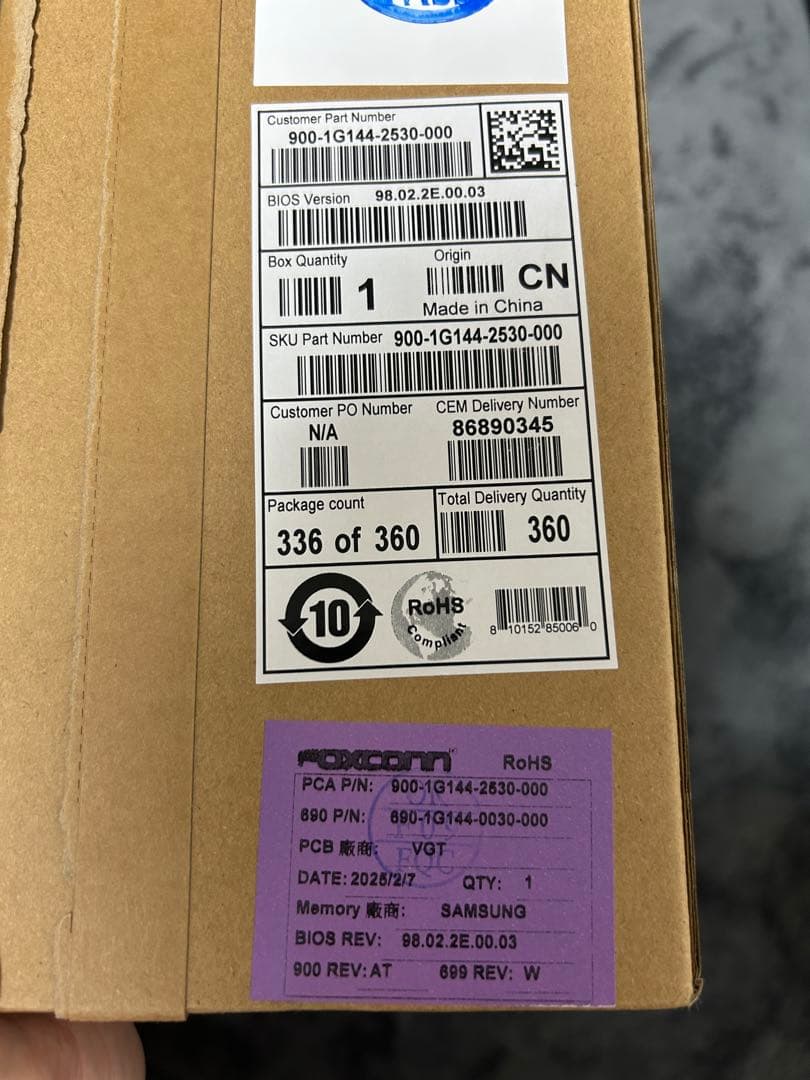 Customer Part Number
900-1G144-2530-000
BIOS Version 98.02.2E.00.03
Box Quantity
1
Origin
CN
Made in China
SKU Part Number 900-1G144-2530-000
Customer PO Number
N/A
CEM Delivery Number
86890345
Package count
336 of 360
Total Delivery Quantity
360
10
RoHS
Compliant
8 10152 85006 0
FOXCONN RoHS
PCA P/N: 900-1G144-2530-000
690 P/N: 690-1G144-0030-000
PCB 廠商: VGT
DATE: 2025/2/7 QTY: 1
Memory 廠商: SAMSUNG
BIOS REV: 98.02.2E.00.03
900 REV: AT 699 REV: W
FQC